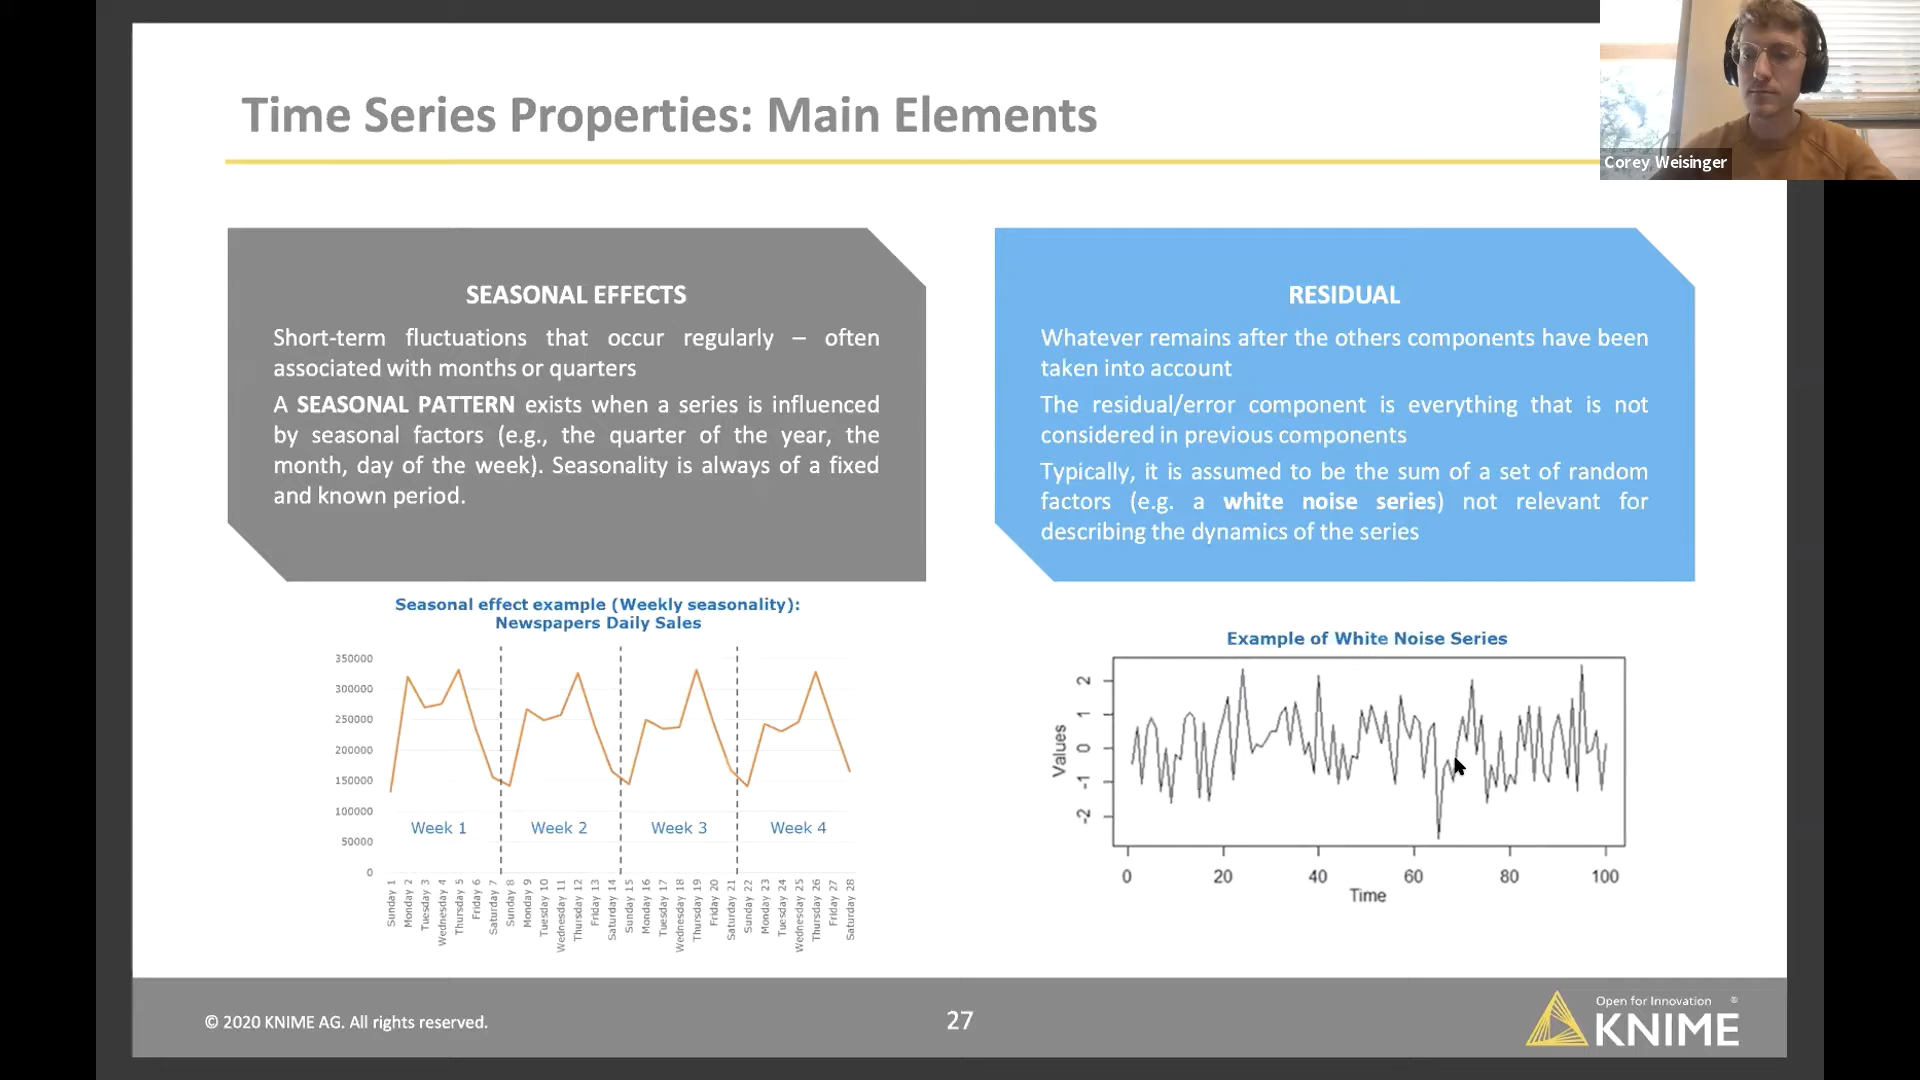 Time Series Properties: Main Elements
Corey Weisinger
SEASONAL EFFECTS
Short-term fluctuations that occur regularly – often
associated with months or quarters
A SEASONAL PATTERN exists when a series is influenced
by seasonal factors (e.g., the quarter of the year, the
month, day of the week). Seasonality is always of a fixed
and known period.
RESIDUAL
Whatever remains after the others components have been
taken into account
The residual/error component is everything that is not
considered in previous components
Typically, it is assumed to be the sum of a set of random
factors (e.g. a white noise series) not relevant for
describing the dynamics of the series
Seasonal effect example (Weekly seasonality):
Newspapers Daily Sales
350000
300000
250000
200000
150000
100000
50000
0
Week 1
Week 2
Week 3
Week 4
Sunday 1
Monday 2
Tuesday 3
Wednesday 4
Thursday 5
Friday 6
Saturday 7
Sunday 8
Monday 9
Tuesday 10
Wednesday 11
Thursday 12
Friday 13
Saturday 14
Sunday 15
Monday 16
Tuesday 17
Wednesday 18
Thursday 19
Friday 20
Saturday 21
Sunday 22
Monday 23
Tuesday 24
Wednesday 25
Thursday 26
Friday 27
Saturday 28
Example of White Noise Series
Values
2
1
0
-1
-2
0 20 40 60 80 100
Time
© 2020 KNIME AG. All rights reserved.
27
Open for Innovation ®
KNIME